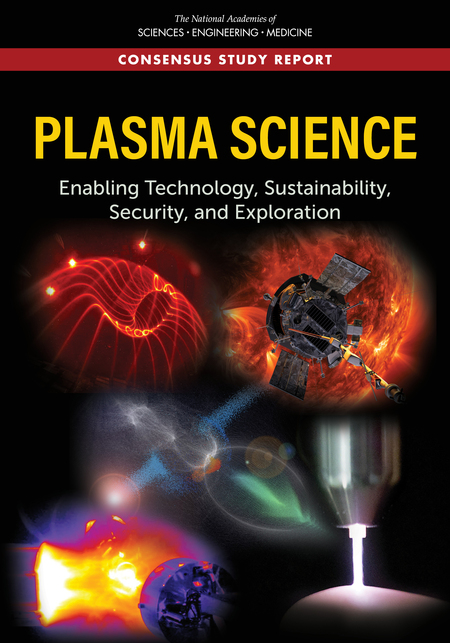 The National Academies of
SCIENCES • ENGINEERING • MEDICINE
CONSENSUS STUDY REPORT
PLASMA SCIENCE
Enabling Technology, Sustainability,
Security, and Exploration